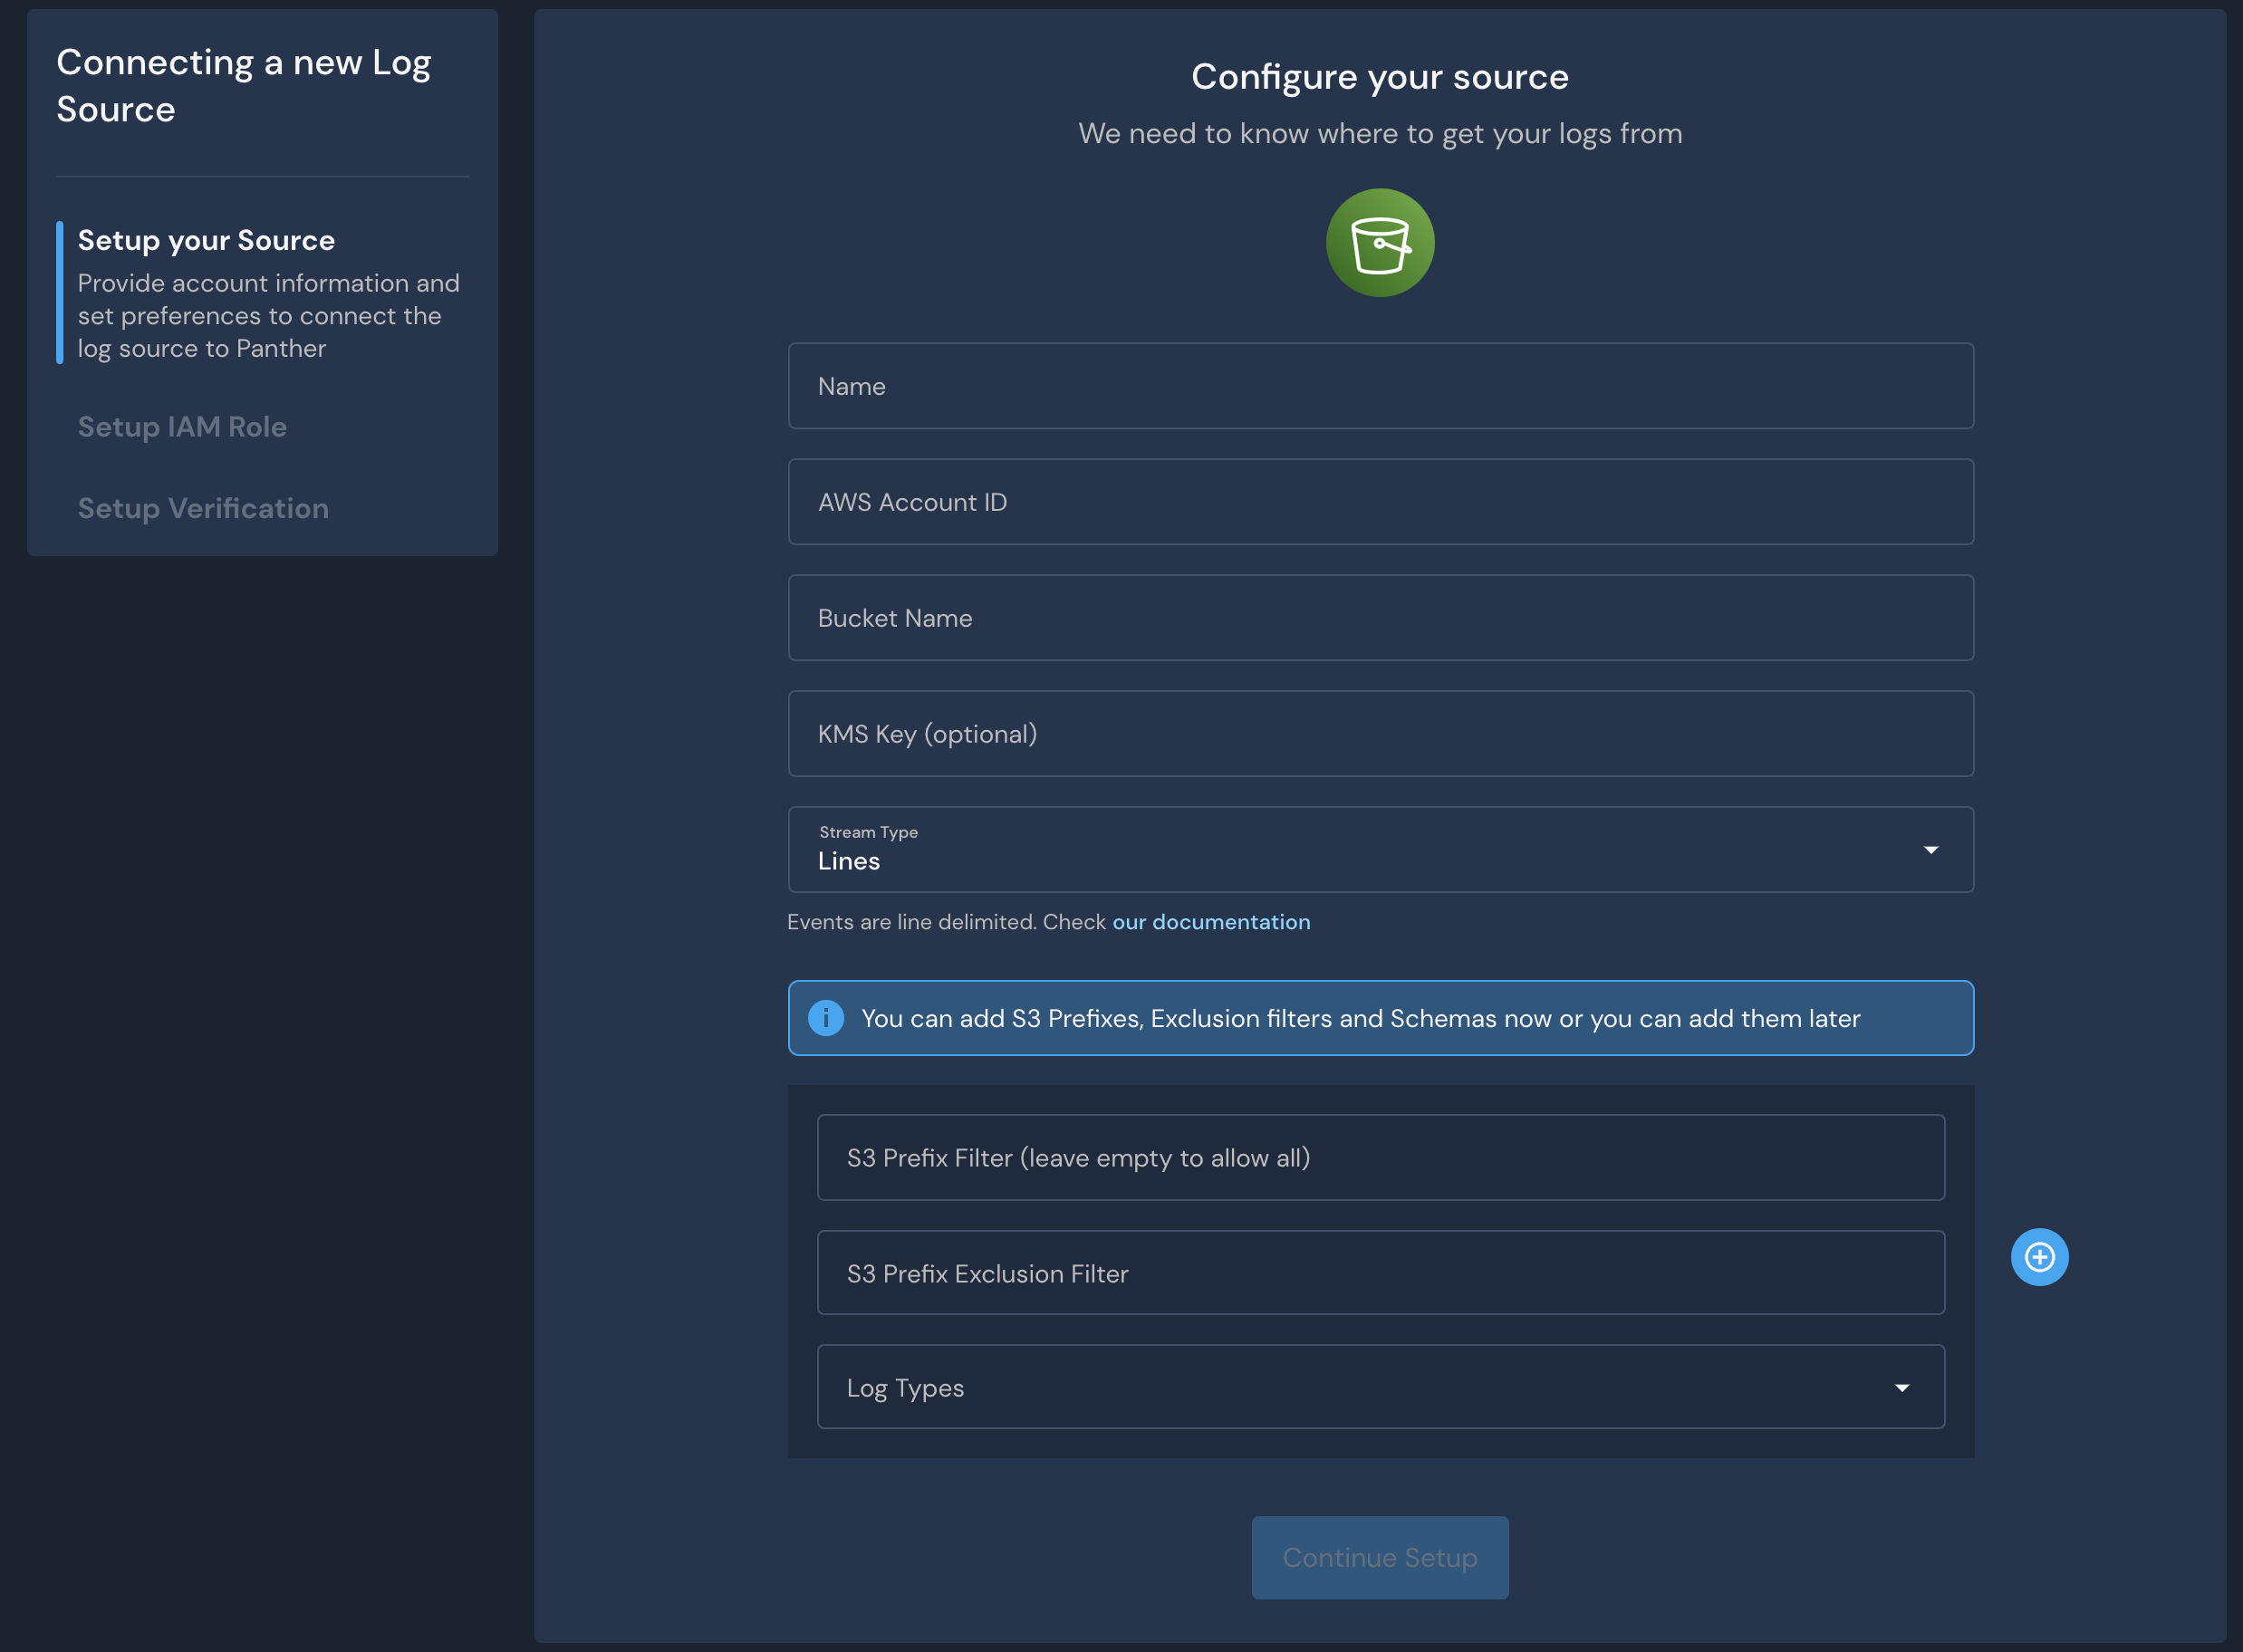 Connecting a new Log
Source
Setup your Source
Provide account information and
set preferences to connect the
log source to Panther
Setup IAM Role
Setup Verification
Configure your source
We need to know where to get your logs from
Name
AWS Account ID
Bucket Name
KMS Key (optional)
Stream Type
Lines
Events are line delimited. Check our documentation
You can add S3 Prefixes, Exclusion filters and Schemas now or you can add them later
S3 Prefix Filter (leave empty to allow all)
S3 Prefix Exclusion Filter
Log Types
Continue Setup